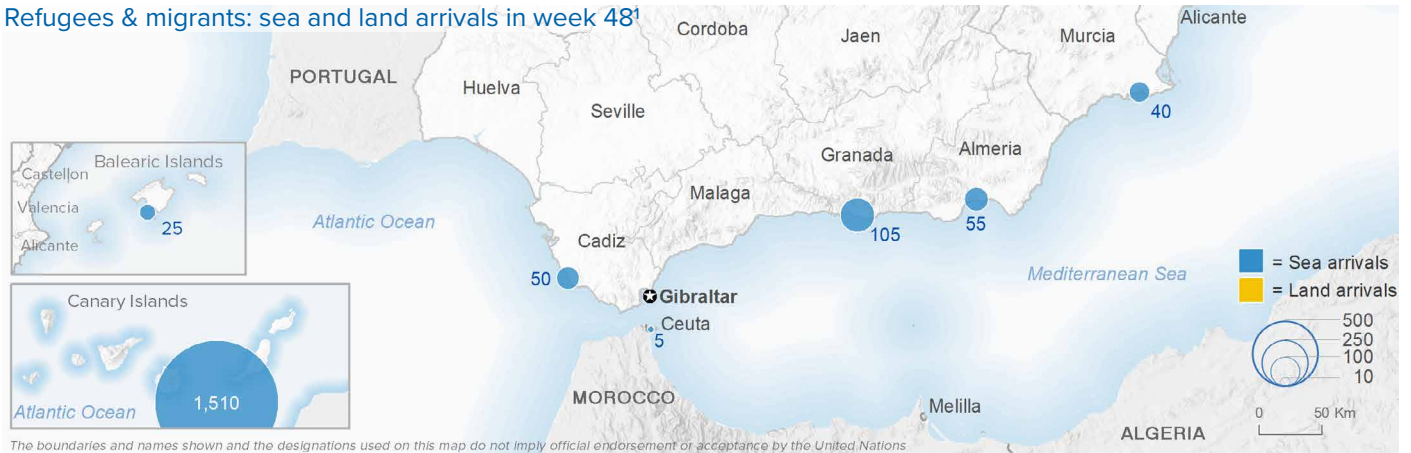 Refugees & migrants: sea and land arrivals in week 48¹
Alicante
Cordoba
Jaen
Murcia
PORTUGAL
Huelva
Seville
40
Granada
Almeria
Balearic Islands
Castellon
Valencia
Alicante
25
Malaga
Atlantic Ocean
105
55
Cadiz
50
Mediterranean Sea
= Sea arrivals
= Land arrivals
Gibraltar
Ceuta
5
Canary Islands
1,510
Atlantic Ocean
500
250
100
10
MOROCCO
Melilla
0 50 Km
ALGERIA
The boundaries and names shown and the designations used on this map do not imply official endorsement or acceptance by the United Nations